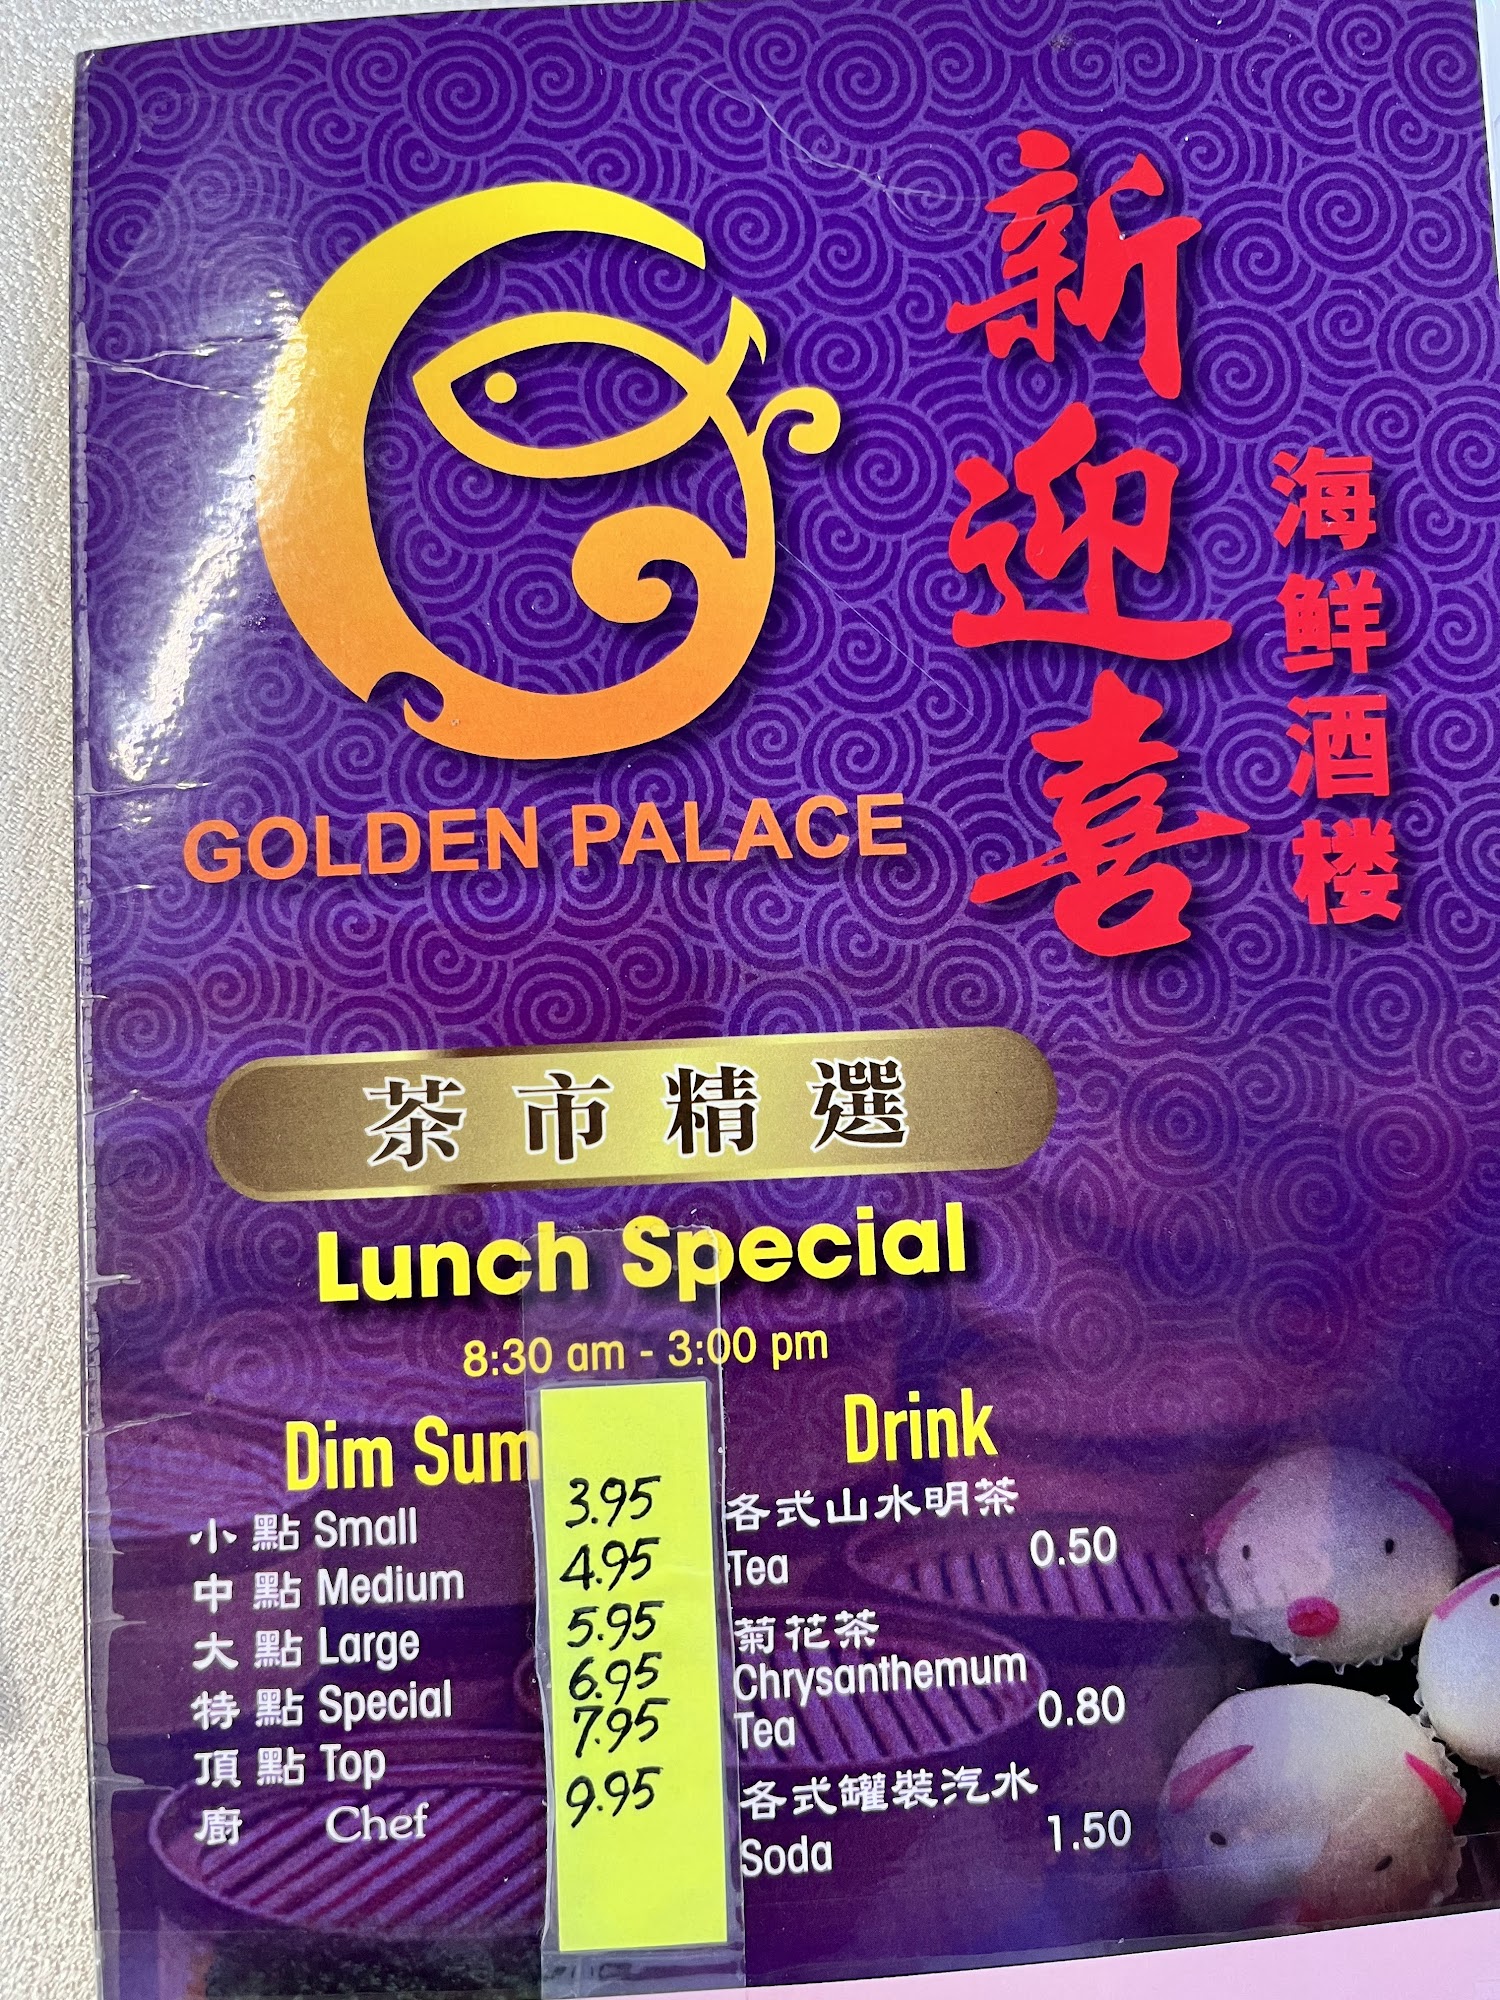 新迎喜
海鮮酒楼
GOLDEN PALACE
茶市精選
Lunch Special
8:30 am - 3:00 pm
Dim Sum
小 點 Small 3.95
中 點 Medium 4.95
大 點 Large 5.95
特 點 Special 6.95
頂 點 Top 7.95
廚 Chef 9.95
Drink
各式山水明茶
Tea 0.50
菊花茶
Chrysanthemum
Tea 0.80
各式罐裝汽水
Soda 1.50